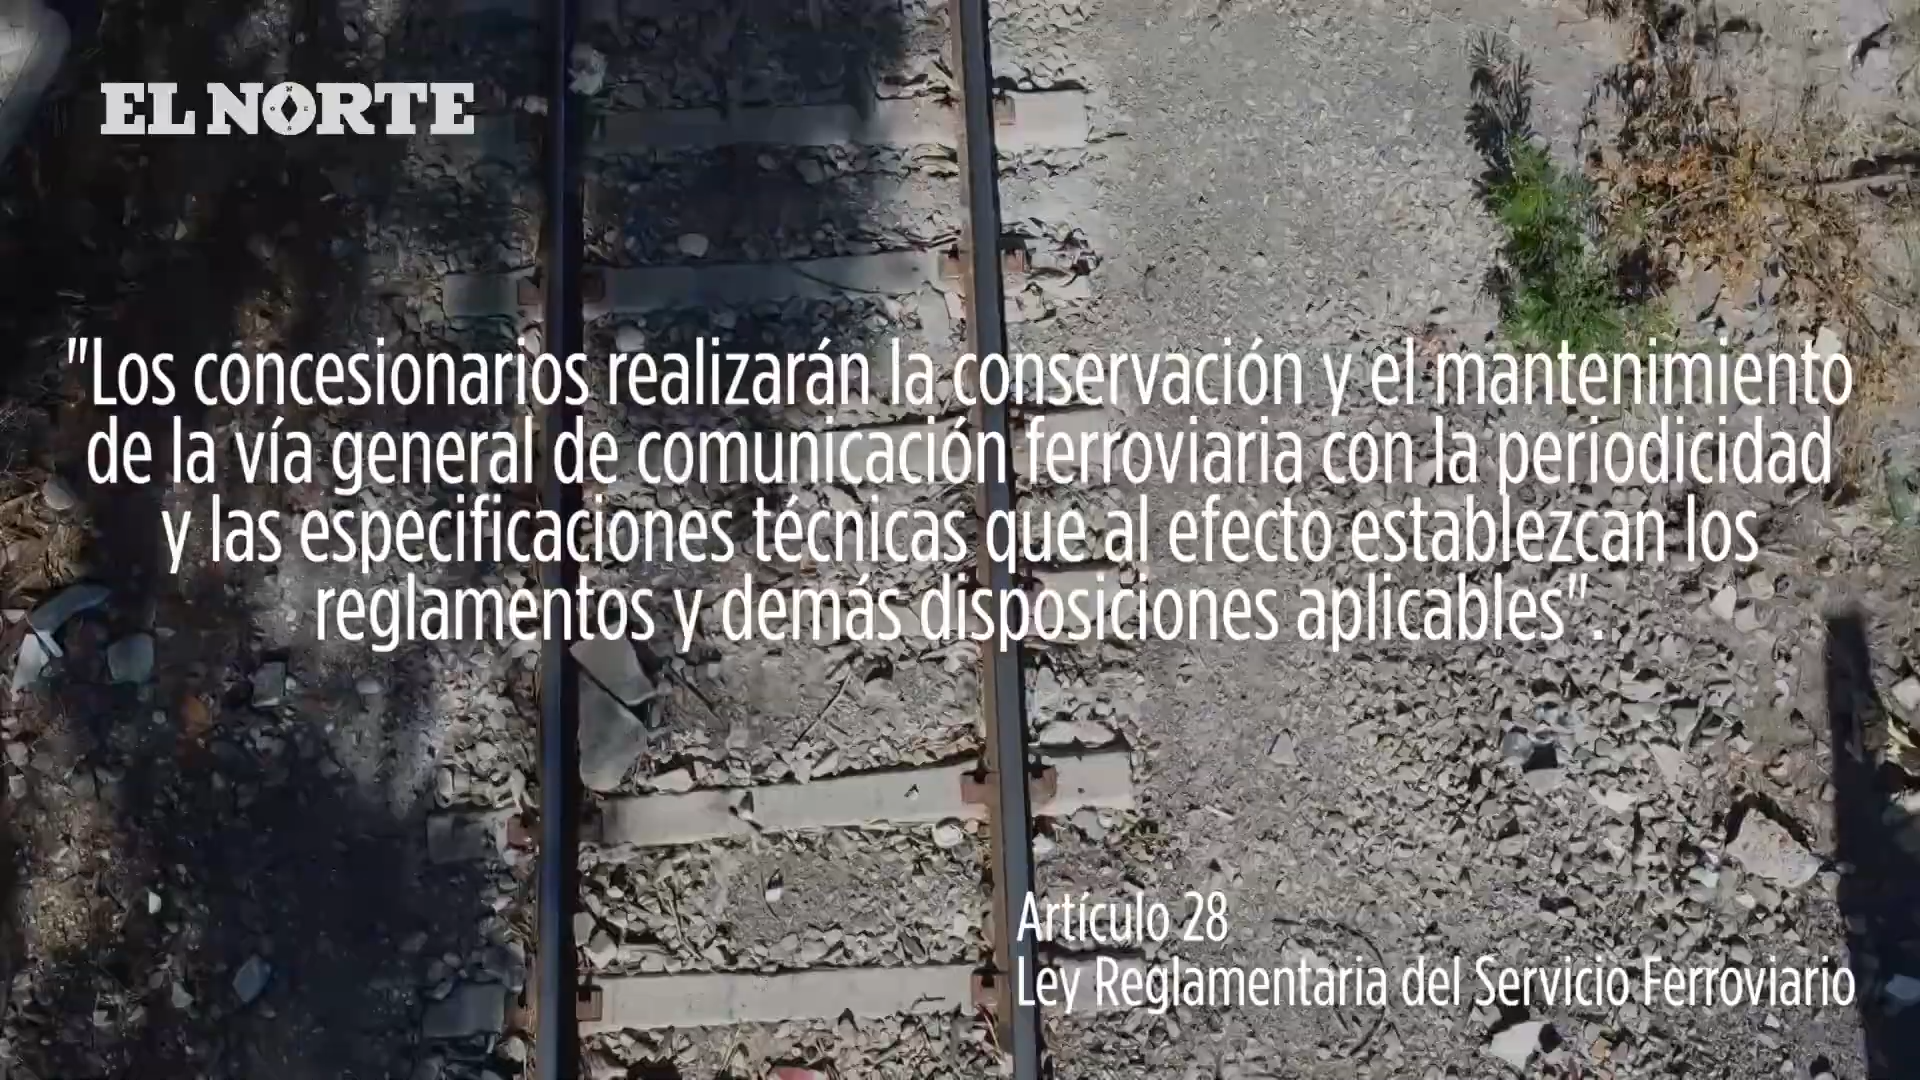 EL NORTE
"Los concesionarios realizarán la conservación y el mantenimiento
de la vía general de comunicación ferroviaria con la periodicidad
y las especificaciones técnicas que al efecto establezcan los
reglamentos y demás disposiciones aplicables".
Artículo 28
Ley Reglamentaria del Servicio Ferroviario